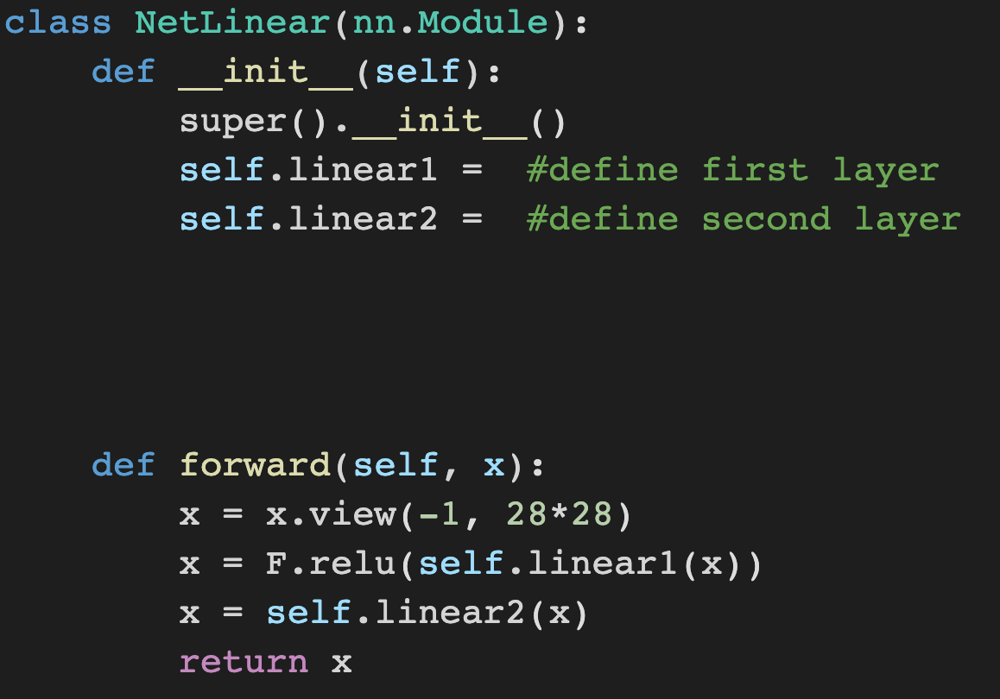 class NetLinear(nn.Module):
    def __init__(self):
        super().__init__()
        self.linear1 =  #define first layer
        self.linear2 =  #define second layer
    def forward(self, x):
        x = x.view(-1, 28*28)
        x = F.relu(self.linear1(x))
        x = self.linear2(x)
        return x